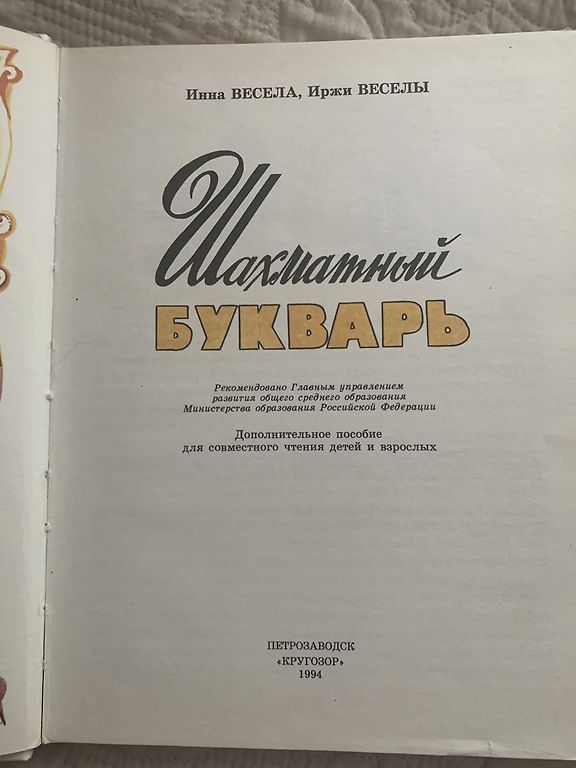 Инна ВЕСЕЛА, Иржи ВЕСЕЛЫ
Шахматный
БУКВАРЬ
Рекомендовано Главным управлением
развития общего среднего образования
Министерства образования Российской Федерации
Дополнительное пособие
для совместного чтения детей и взрослых
ПЕТРОЗАВОДСК
«КРУГОЗОР»
1994